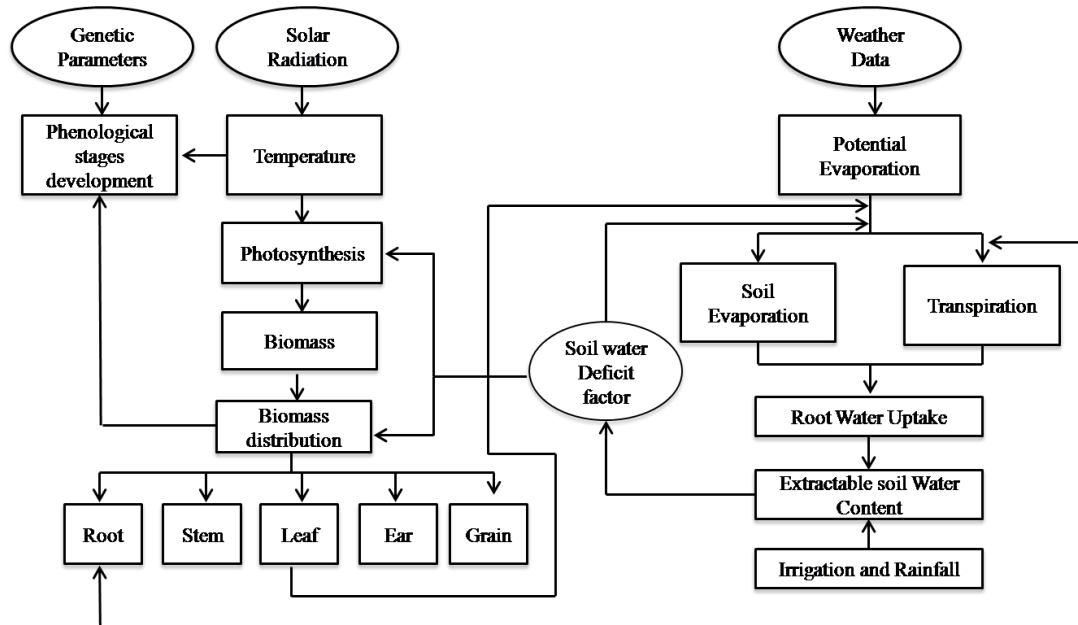 Genetic
Parameters
Solar
Radiation
Weather
Data
Phenological
stages
development
Temperature
Potential
Evaporation
Photosynthesis
Soil
Evaporation
Transpiration
Biomass
Soil water
Deficit
factor
Biomass
distribution
Root Water Uptake
Extractable soil Water
Content
Root
Stem
Leaf
Ear
Grain
Irrigation and Rainfall